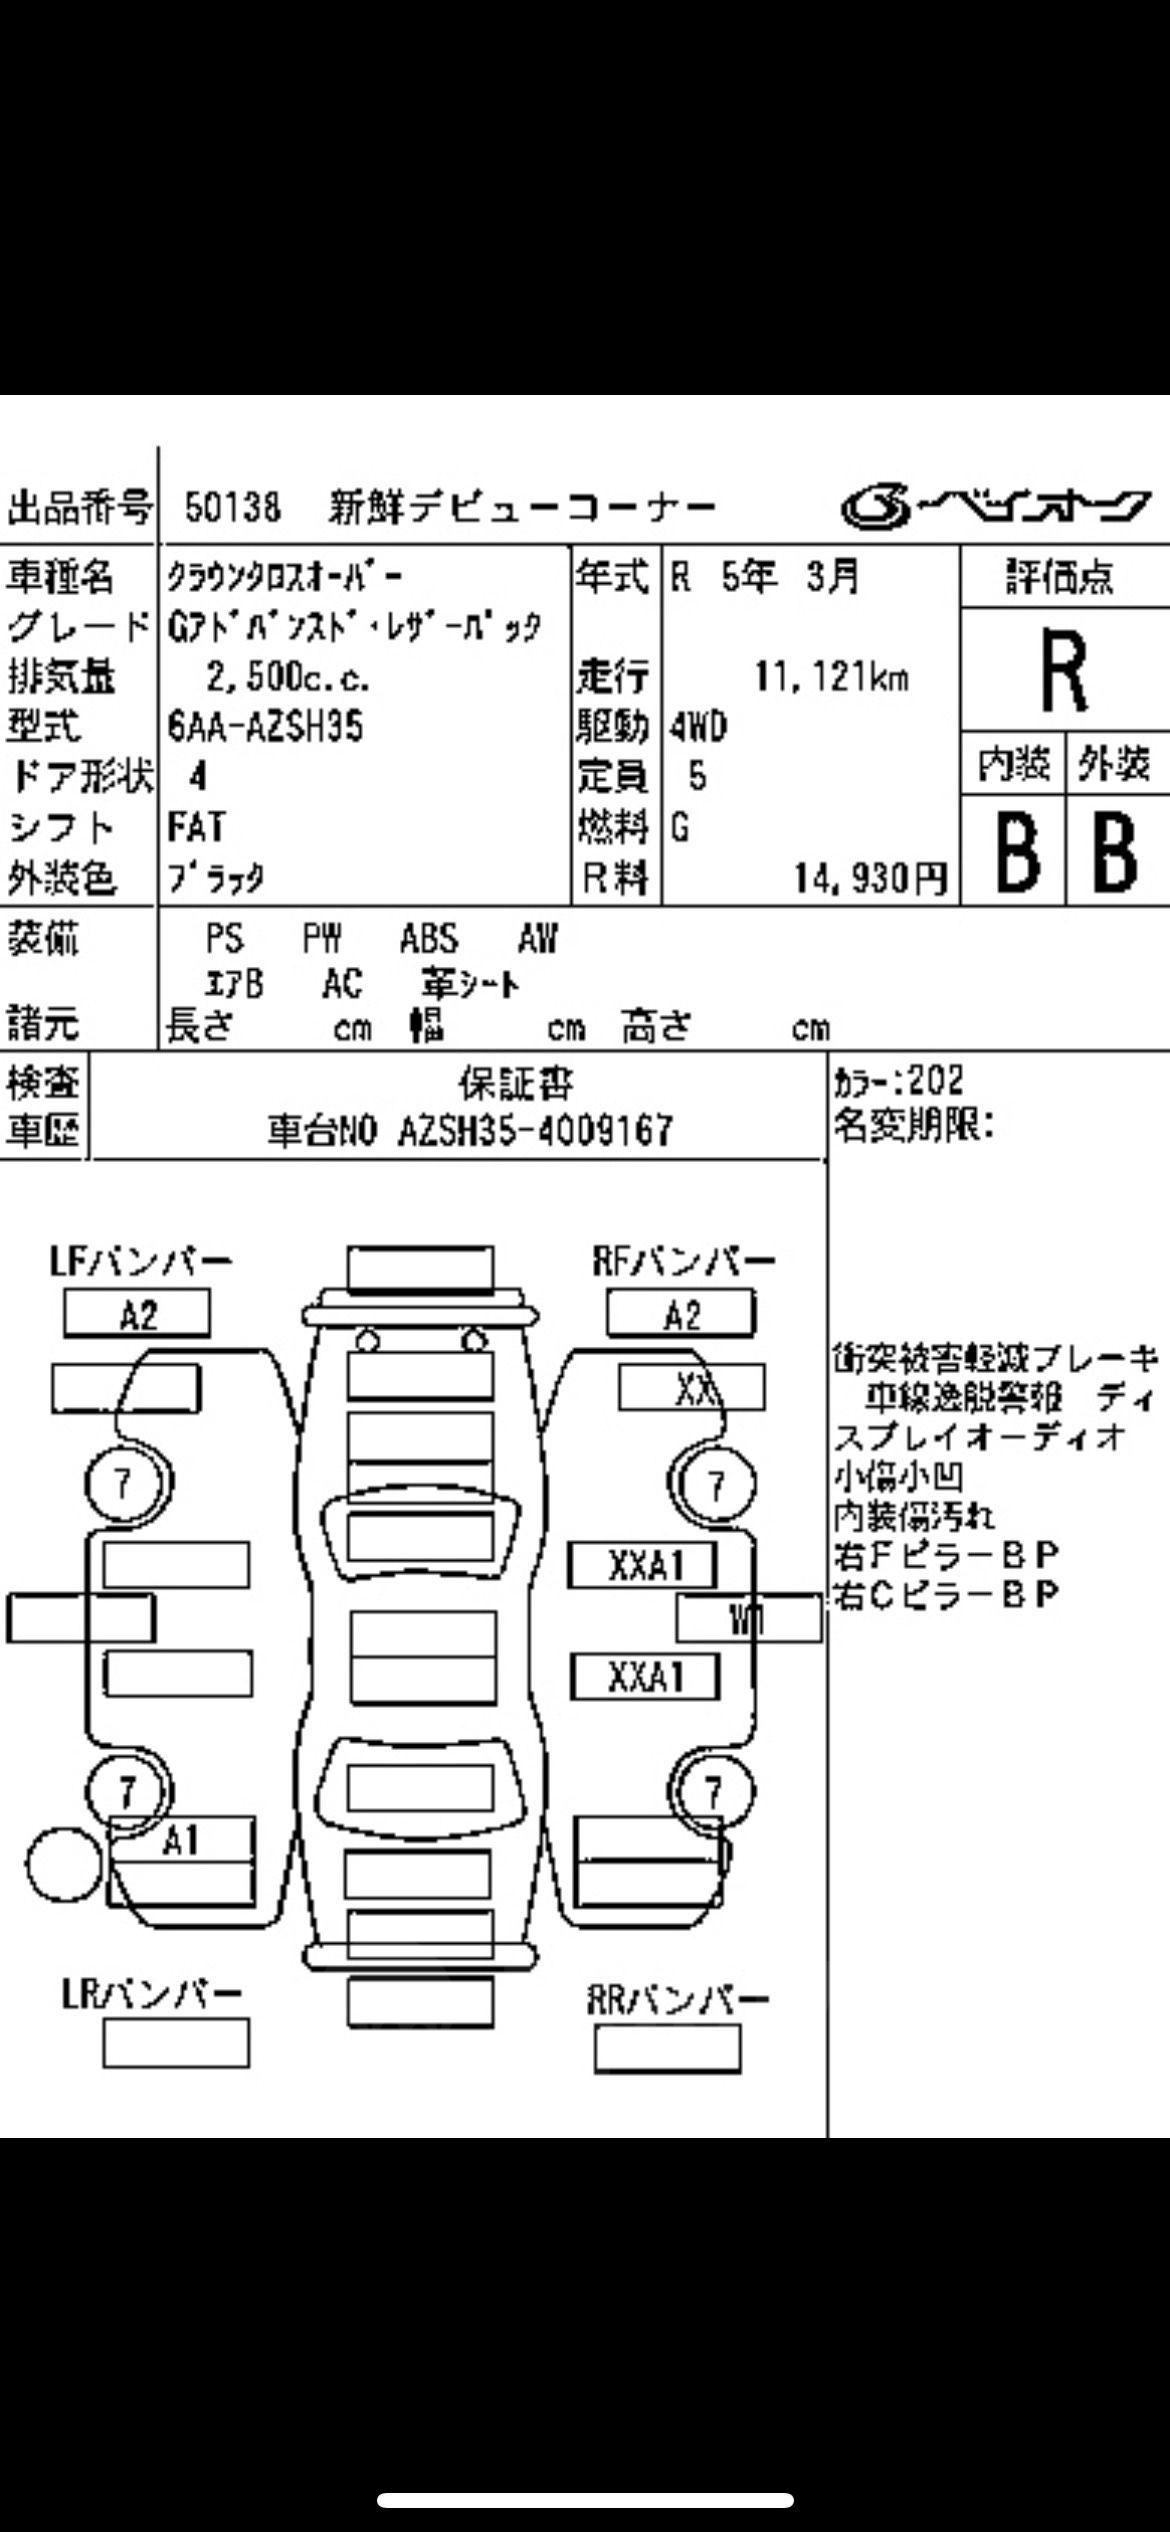 出品番号 50138 新鮮デビューコーナー ベイオーク
車種名 クラウンクロスオーバー 年式 R 5年 3月 評価点
グレード Gアドバンスド・レザーパック R
排気量 2,500c.c. 走行 11,121km
型式 6AA-AZSH35 駆動 4WD
ドア形状 4 定員 5 内装 外装
シフト FAT 燃料 G B B
外装色 ブラック R料 14,930円
装備 PS PW ABS AW
エアB AC 革シート
諸元 長さ cm 幅 cm 高さ cm
検査 保証書
車歴 車台NO AZSH35-4009167
カラー:202
名変期限:
LFバンパー RFバンパー
A2 A2
XX
7 7
XXA1
W1
XXA1
7 7
A1
LRバンパー RRバンパー
衝突被害軽減ブレーキ
車線逸脱警報 ディ
スプレイオーディオ
小傷小凹
内装傷汚れ
右FピラーBP
右CピラーBP